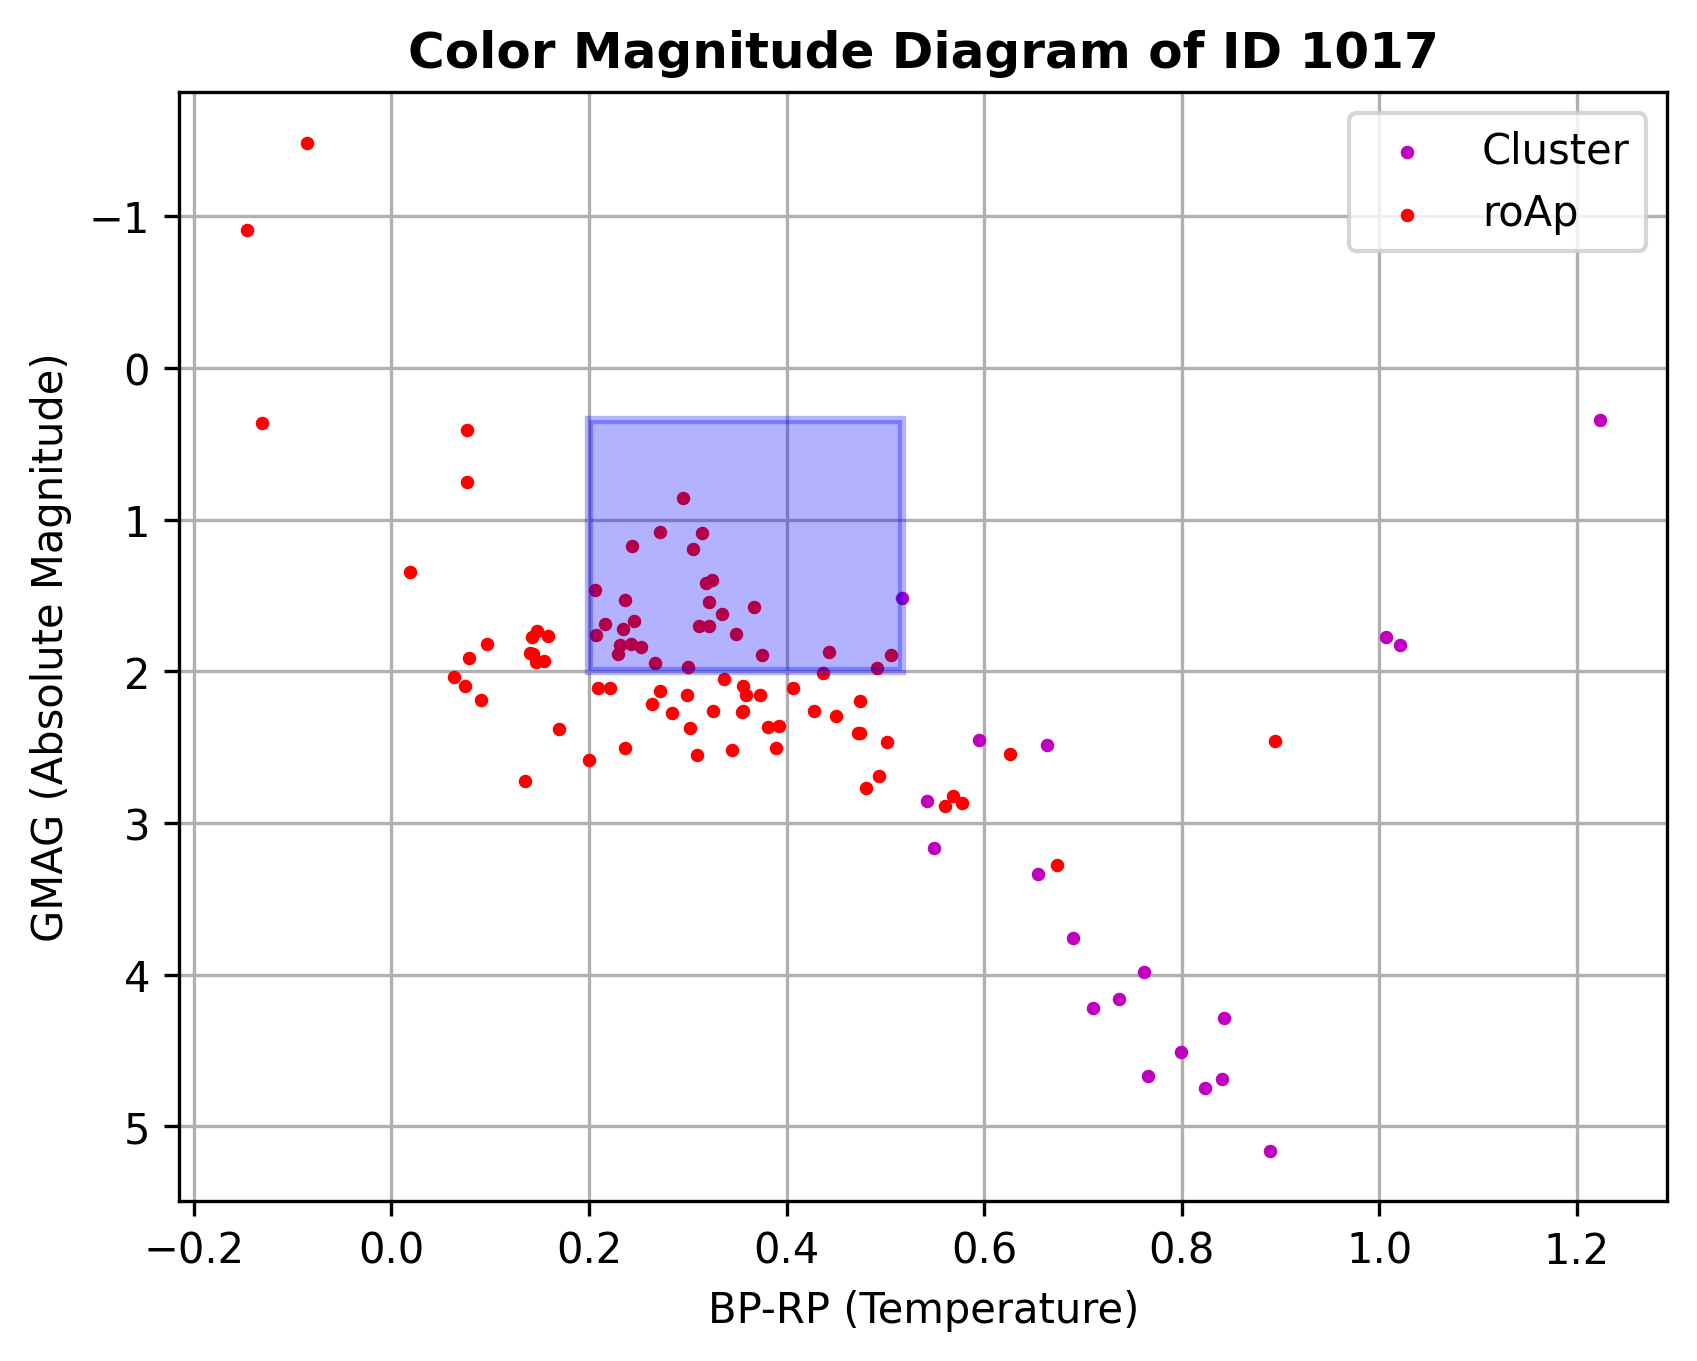 Color Magnitude Diagram of ID 1017
Cluster
roAp
GMAG (Absolute Magnitude)
−1
0
1
2
3
4
5
−0.2 0.0 0.2 0.4 0.6 0.8 1.0 1.2
BP-RP (Temperature)